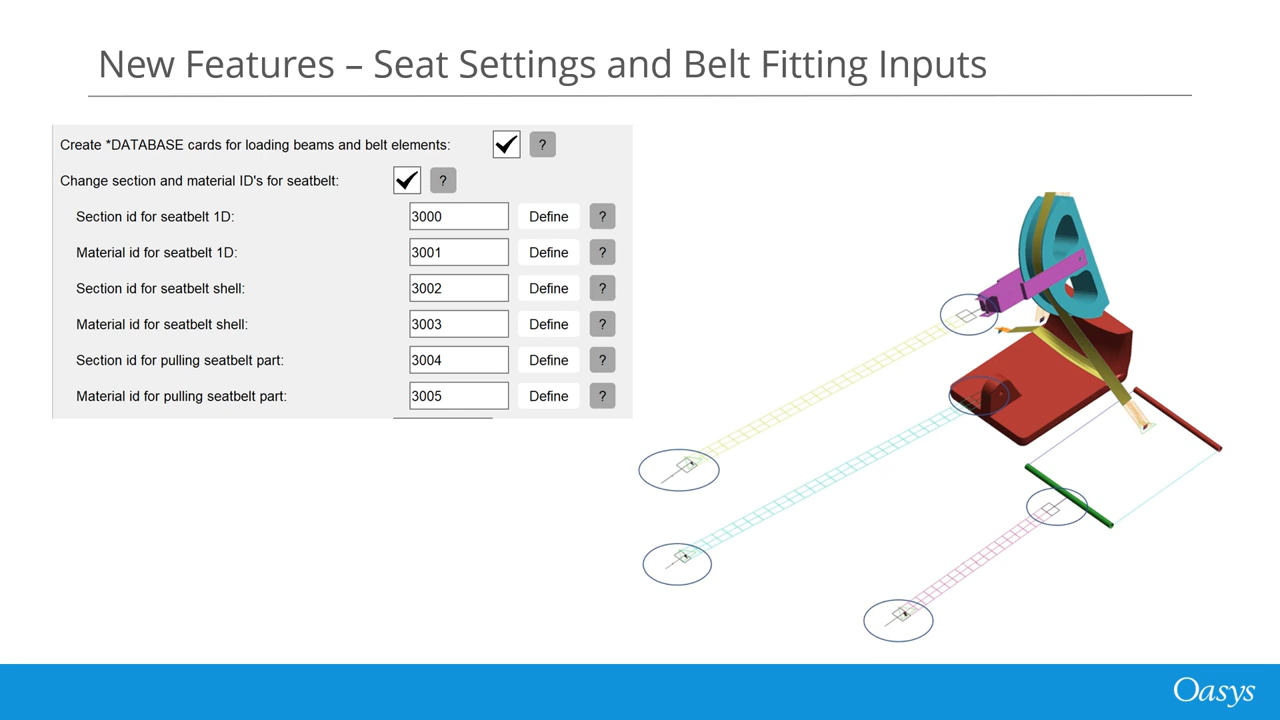 New Features – Seat Settings and Belt Fitting Inputs
Create *DATABASE cards for loading beams and belt elements: ?
Change section and material ID's for seatbelt: ?
Section id for seatbelt 1D: 3000 Define ?
Material id for seatbelt 1D: 3001 Define ?
Section id for seatbelt shell: 3002 Define ?
Material id for seatbelt shell: 3003 Define ?
Section id for pulling seatbelt part: 3004 Define ?
Material id for pulling seatbelt part: 3005 Define ?
Oasys